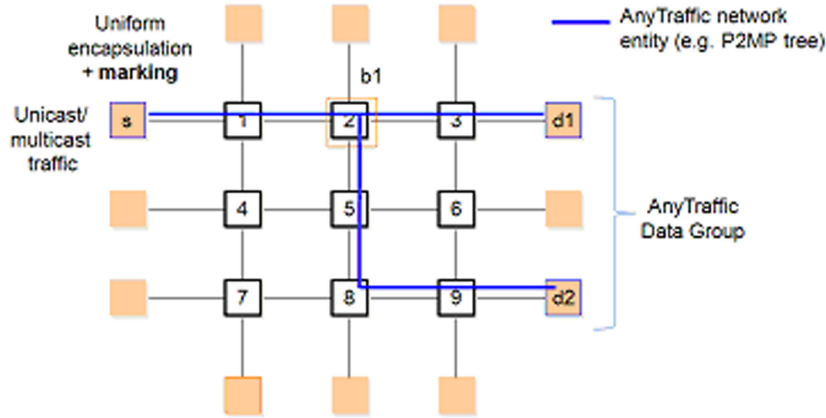 Uniform
encapsulation
+ marking
AnyTraffic network
entity (e.g. P2MP tree)
b1
Unicast/
multicast
traffic
s
1
2
3
d1
4
5
6
AnyTraffic
Data Group
7
8
9
d2